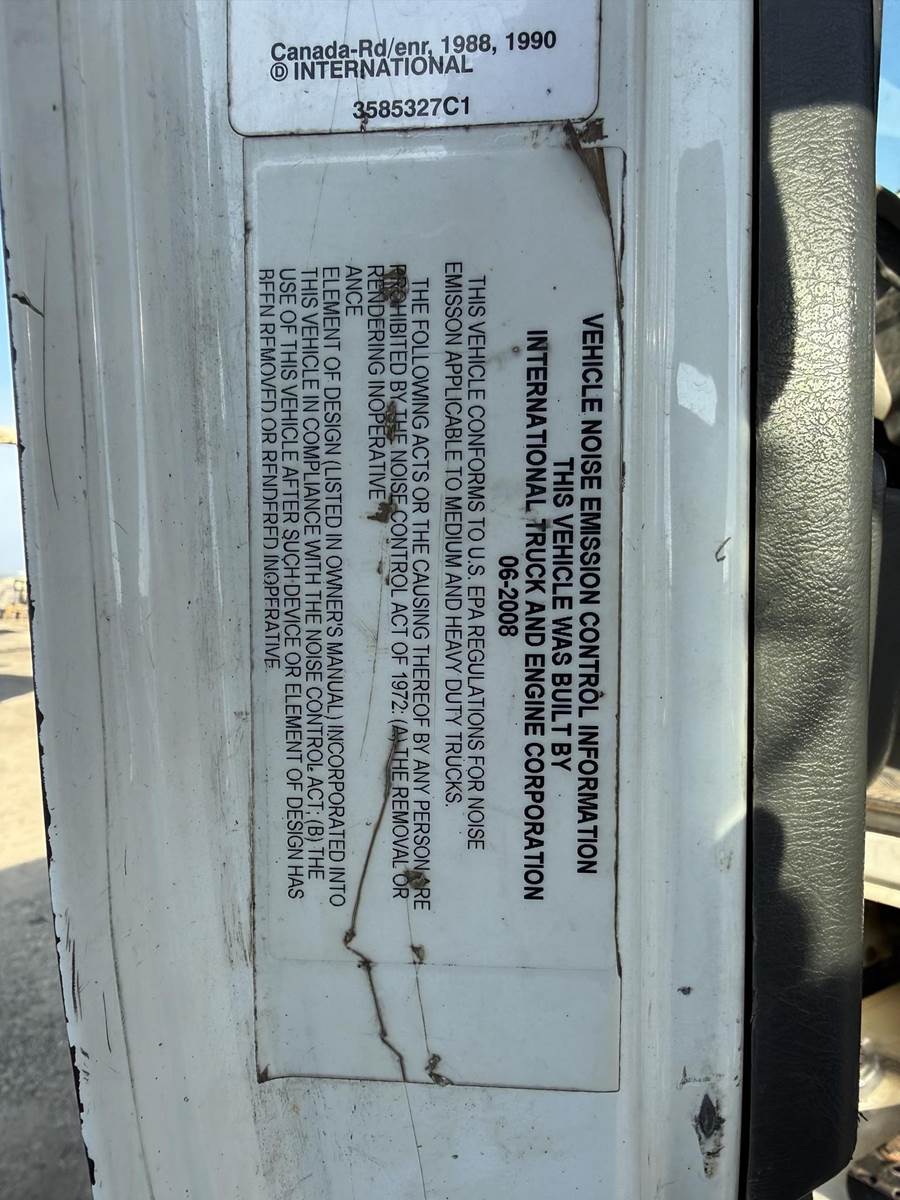 Canada-Rd/enr, 1988, 1990
Ⓓ INTERNATIONAL
3585327C1
VEHICLE NOISE EMISSION CONTROL INFORMATION
THIS VEHICLE WAS BUILT BY
INTERNATIONAL TRUCK AND ENGINE CORPORATION
06-2008
THIS VEHICLE CONFORMS TO U.S. EPA REGULATIONS FOR NOISE
EMISSON APPLICABLE TO MEDIUM AND HEAVY DUTY TRUCKS.
THE FOLLOWING ACTS OR THE CAUSING THEREOF BY ANY PERSON ARE
PROHIBITED BY THE NOISE CONTROL ACT OF 1972: (A) THE REMOVAL OR
RENDERING INOPERATIVE
ANCE
ELEMENT OF DESIGN (LISTED IN OWNER'S MANUAL) INCORPORATED INTO
THIS VEHICLE IN COMPLIANCE WITH THE NOISE CONTROL ACT; (B) THE
USE OF THIS VEHICLE AFTER SUCH DEVICE OR ELEMENT OF DESIGN HAS
BEEN REMOVED OR RENDERED INOPERATIVE.